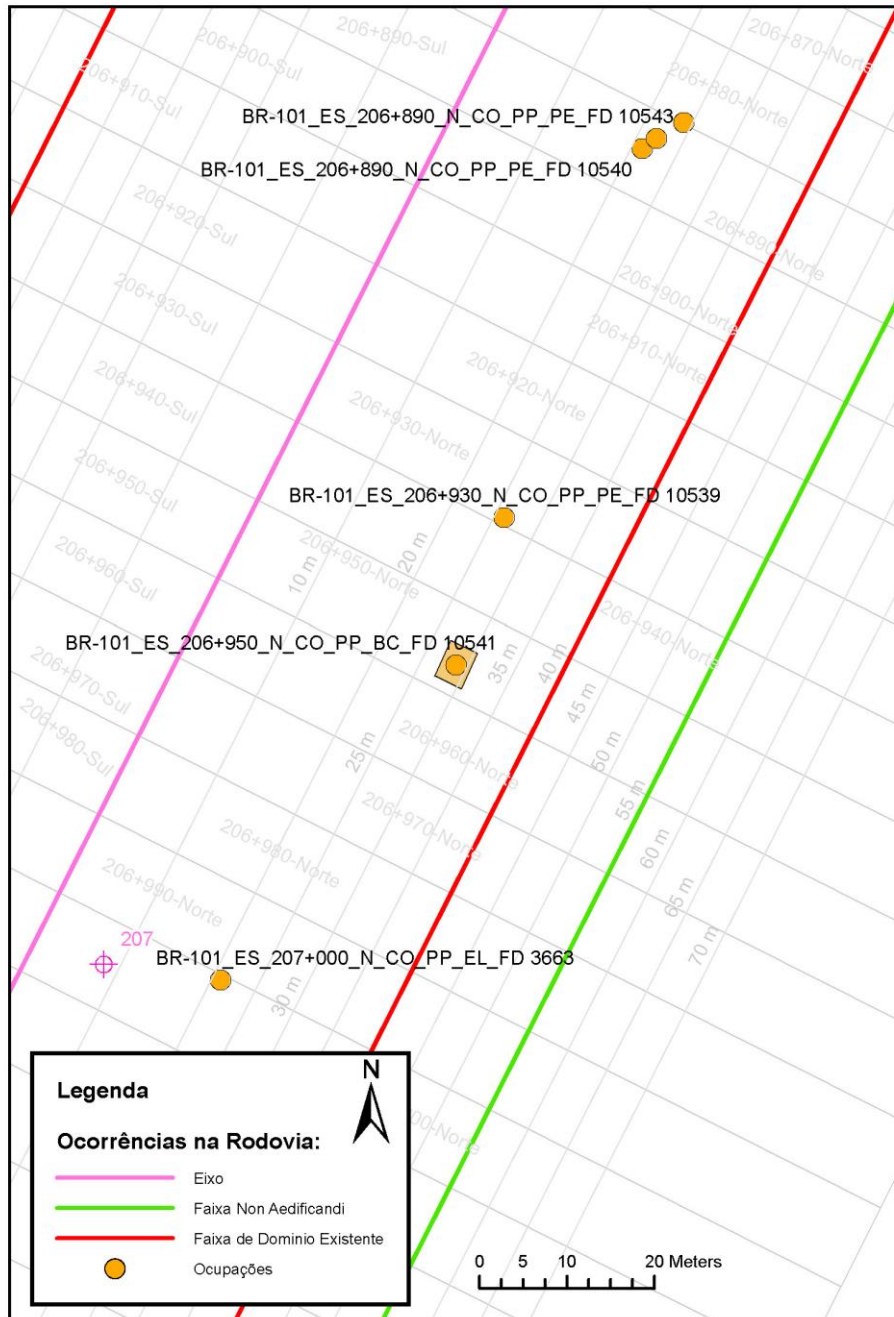 206+870-Norte
206+890-Sul
206+900-Sul
206+880-Norte
206+910-Sul
BR-101_ES_206+890_N_CO_PP_PE_FD 10543
BR-101_ES_206+890_N_CO_PP_PE_FD 10540
206+920-Sul
206+890-Norte
206+930-Sul
206+900-Norte
206+910-Norte
206+940-Sul
206+920-Norte
206+930-Norte
206+950-Sul
BR-101_ES_206+930_N_CO_PP_PE_FD 10539
206+960-Sul
10 m
20 m
206+950-Norte
206+940-Norte
BR-101_ES_206+950_N_CO_PP_BC_FD 10541
35 m
40 m
206+970-Sul
206+980-Sul
45 m
25 m
50 m
206+960-Norte
55 m
206+970-Norte
206+980-Norte
60 m
206+990-Norte
65 m
70 m
207
BR-101_ES_207+000_N_CO_PP_EL_FD 3663
30 m
N
Legenda
Ocorrências na Rodovia:
Eixo
Faixa Non Aedificandi
Faixa de Dominio Existente
Ocupações
00-Norte
0 5 10 20 Meters